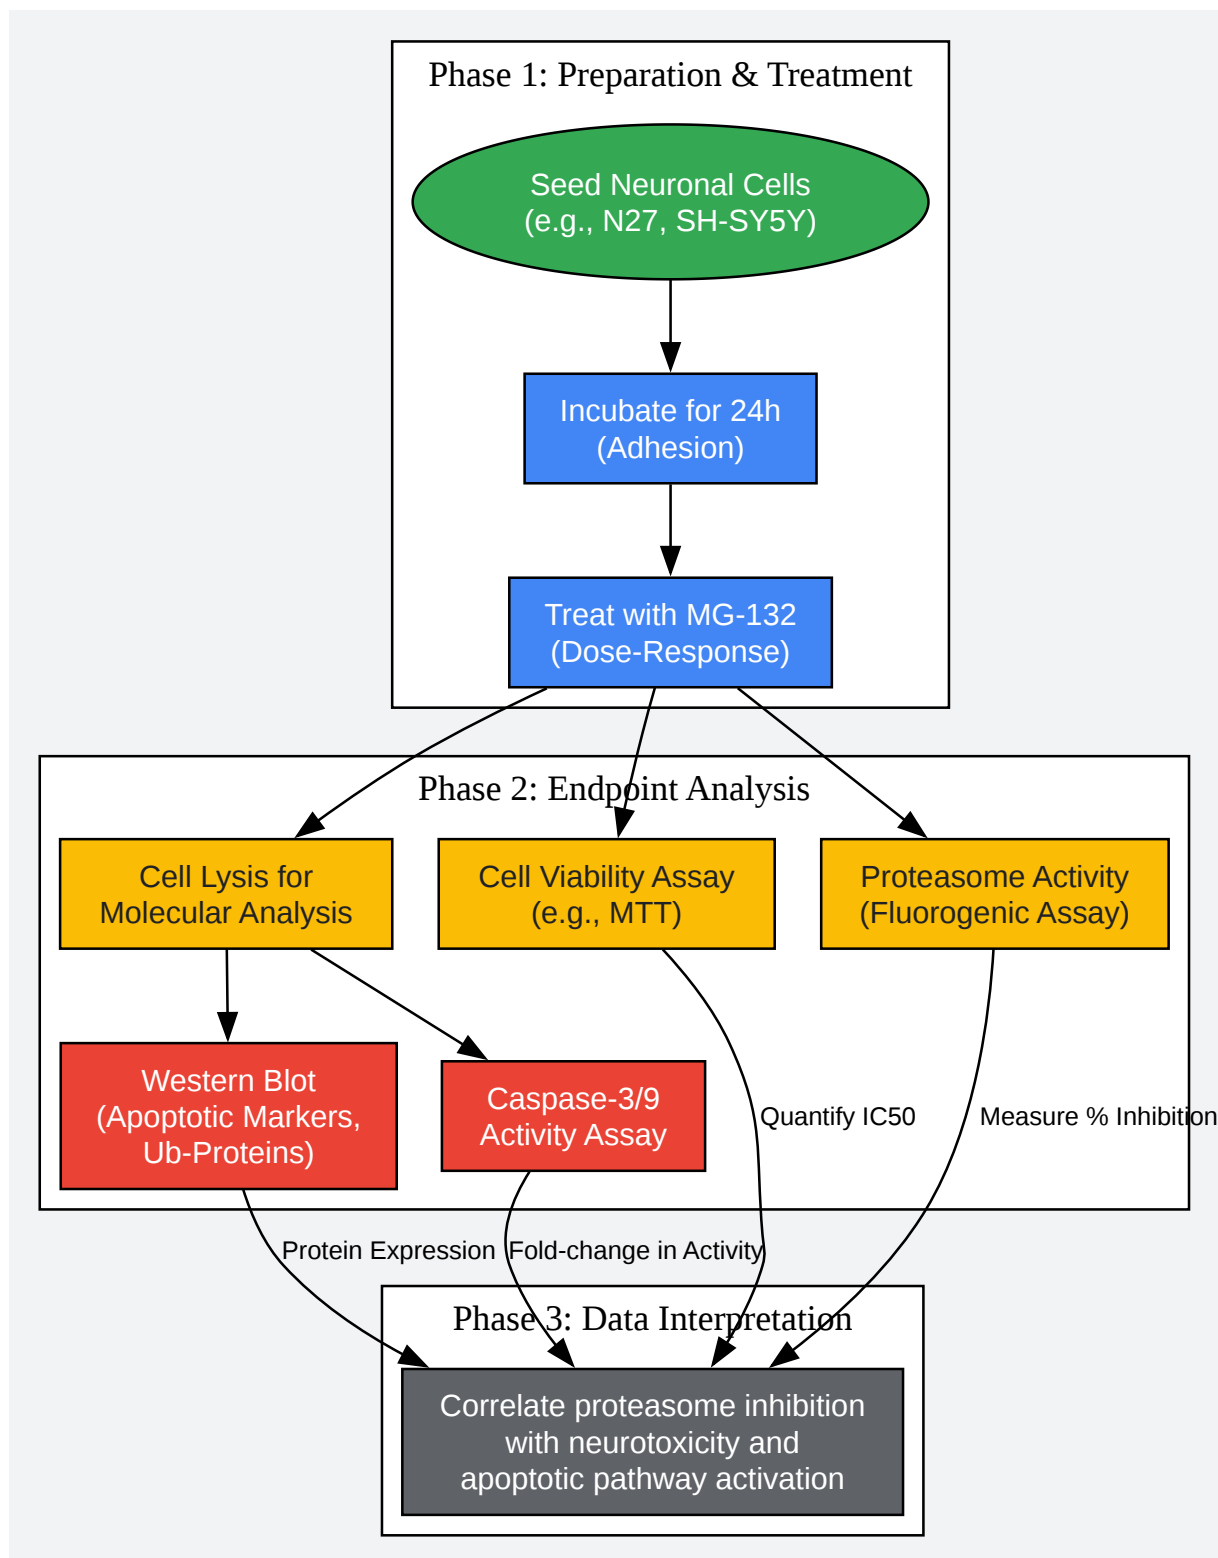 Phase 1: Preparation & Treatment
Seed Neuronal Cells
(e.g., N27, SH-SY5Y)
Incubate for 24h
(Adhesion)
Treat with MG-132
(Dose-Response)
Phase 2: Endpoint Analysis
Cell Lysis for
Molecular Analysis
Cell Viability Assay
(e.g., MTT)
Proteasome Activity
(Fluorogenic Assay)
Western Blot
(Apoptotic Markers,
Ub-Proteins)
Caspase-3/9
Activity Assay
Quantify IC50
Measure % Inhibition
Protein Expression
Fold-change in Activity
Phase 3: Data Interpretation
Correlate proteasome inhibition
with neurotoxicity and
apoptotic pathway activation